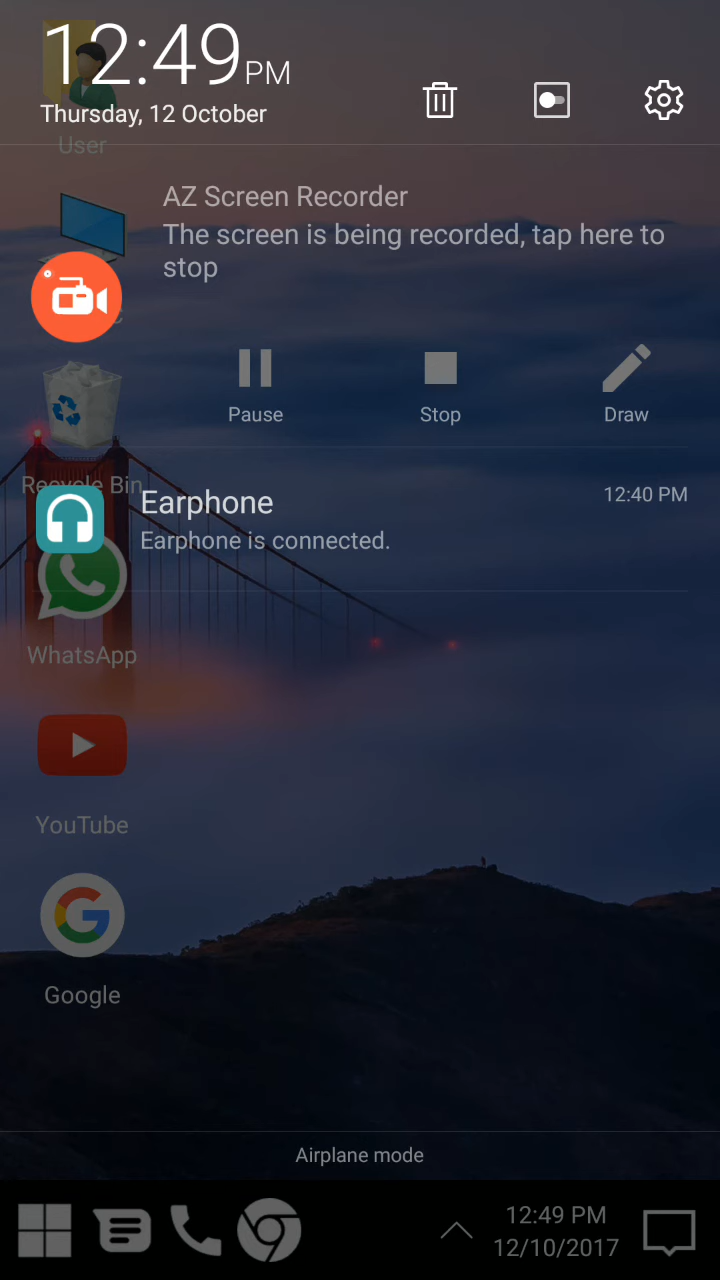 12:49PM
Thursday, 12 October
User
AZ Screen Recorder
The screen is being recorded, tap here to
stop
Pause
Stop
Draw
Recycle Bin
Earphone
12:40 PM
Earphone is connected.
WhatsApp
YouTube
Google
Airplane mode
12:49 PM
12/10/2017